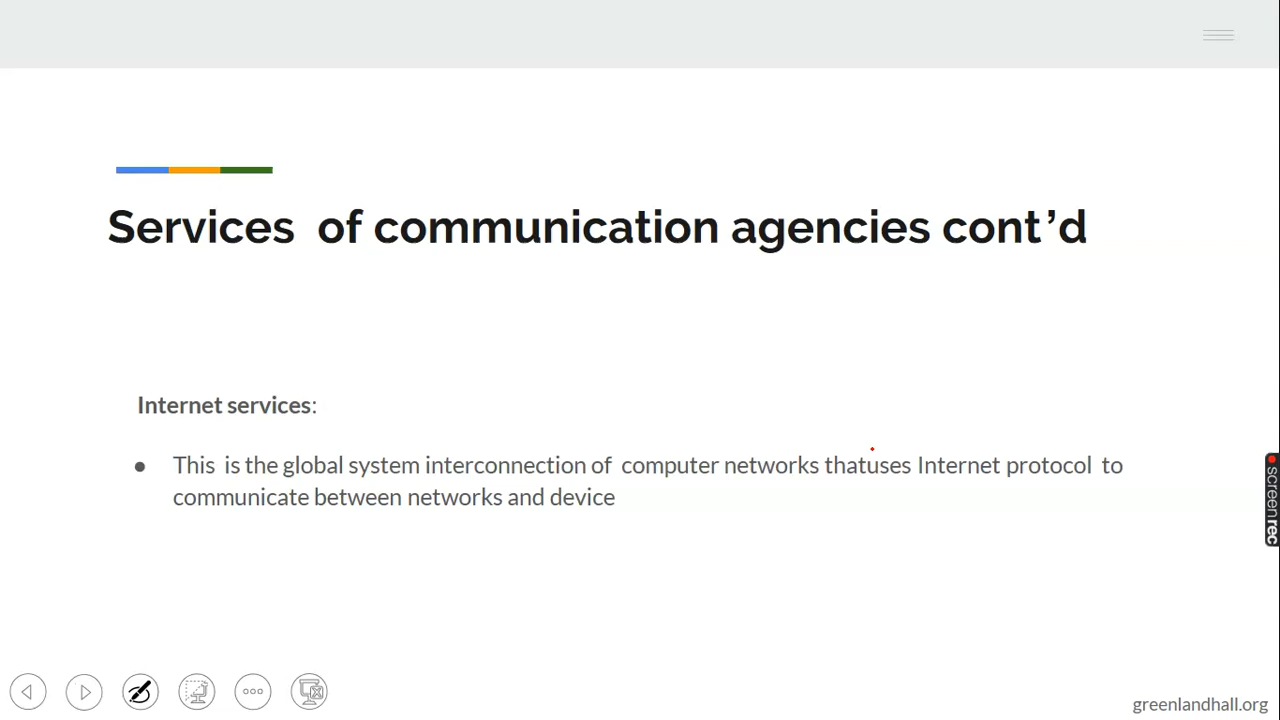 Services of communication agencies cont’d
Internet services:
● This is the global system interconnection of computer networks thatuses Internet protocol to
communicate between networks and device
screenrec
greenlandhall.org